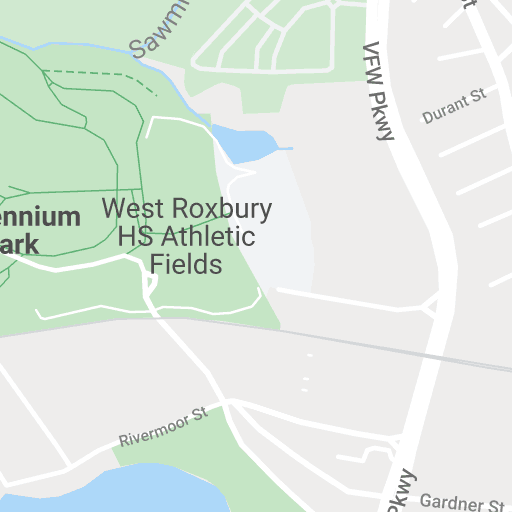 Sawmi
VFW Pkwy
Durant St
ennium
ark
West Roxbury
HS Athletic
Fields
Rivermoor St
Pkwy
Gardner St